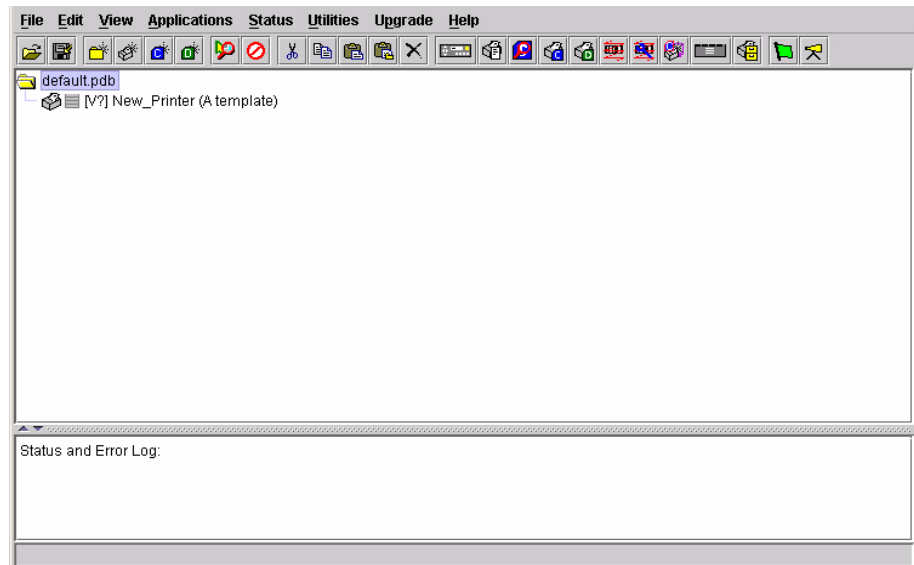 File Edit View Applications Status Utilities Upgrade Help
default.pdb
[V?] New_Printer (A template)
Status and Error Log: